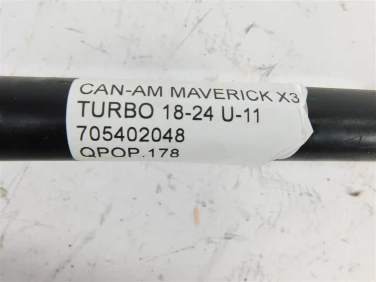 CAN-AM MAVERICK X3
TURBO 18-24 U-11
705402048
QPOP.178